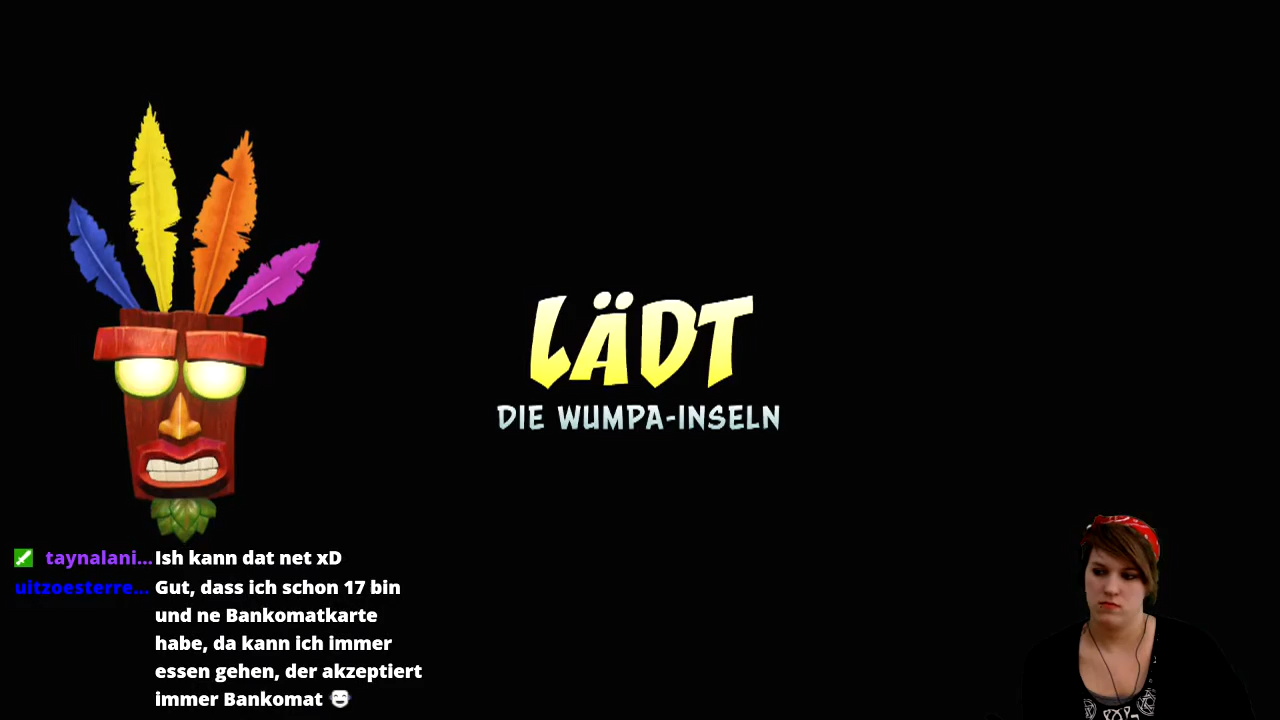 LÄDT
DIE WUMPA-INSELN
taynalani... Ish kann dat net xD
uitzoesterre... Gut, dass ich schon 17 bin
und ne Bankomatkarte
habe, da kann ich immer
essen gehen, der akzeptiert
immer Bankomat